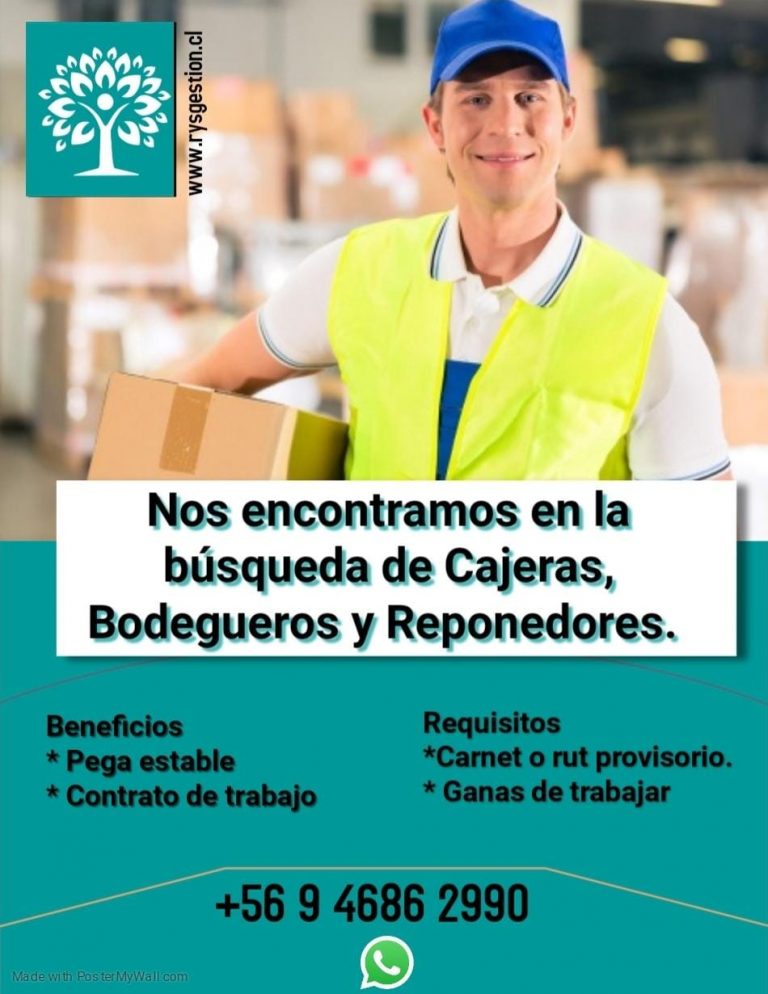 www.rysgestion.cl
Nos encontramos en la
búsqueda de Cajeras,
Bodegueros y Reponedores.
Beneficios
* Pega estable
* Contrato de trabajo
Requisitos
*Carnet o rut provisorio.
* Ganas de trabajar
+56 9 4686 2990
Made with PosterMyWall.com